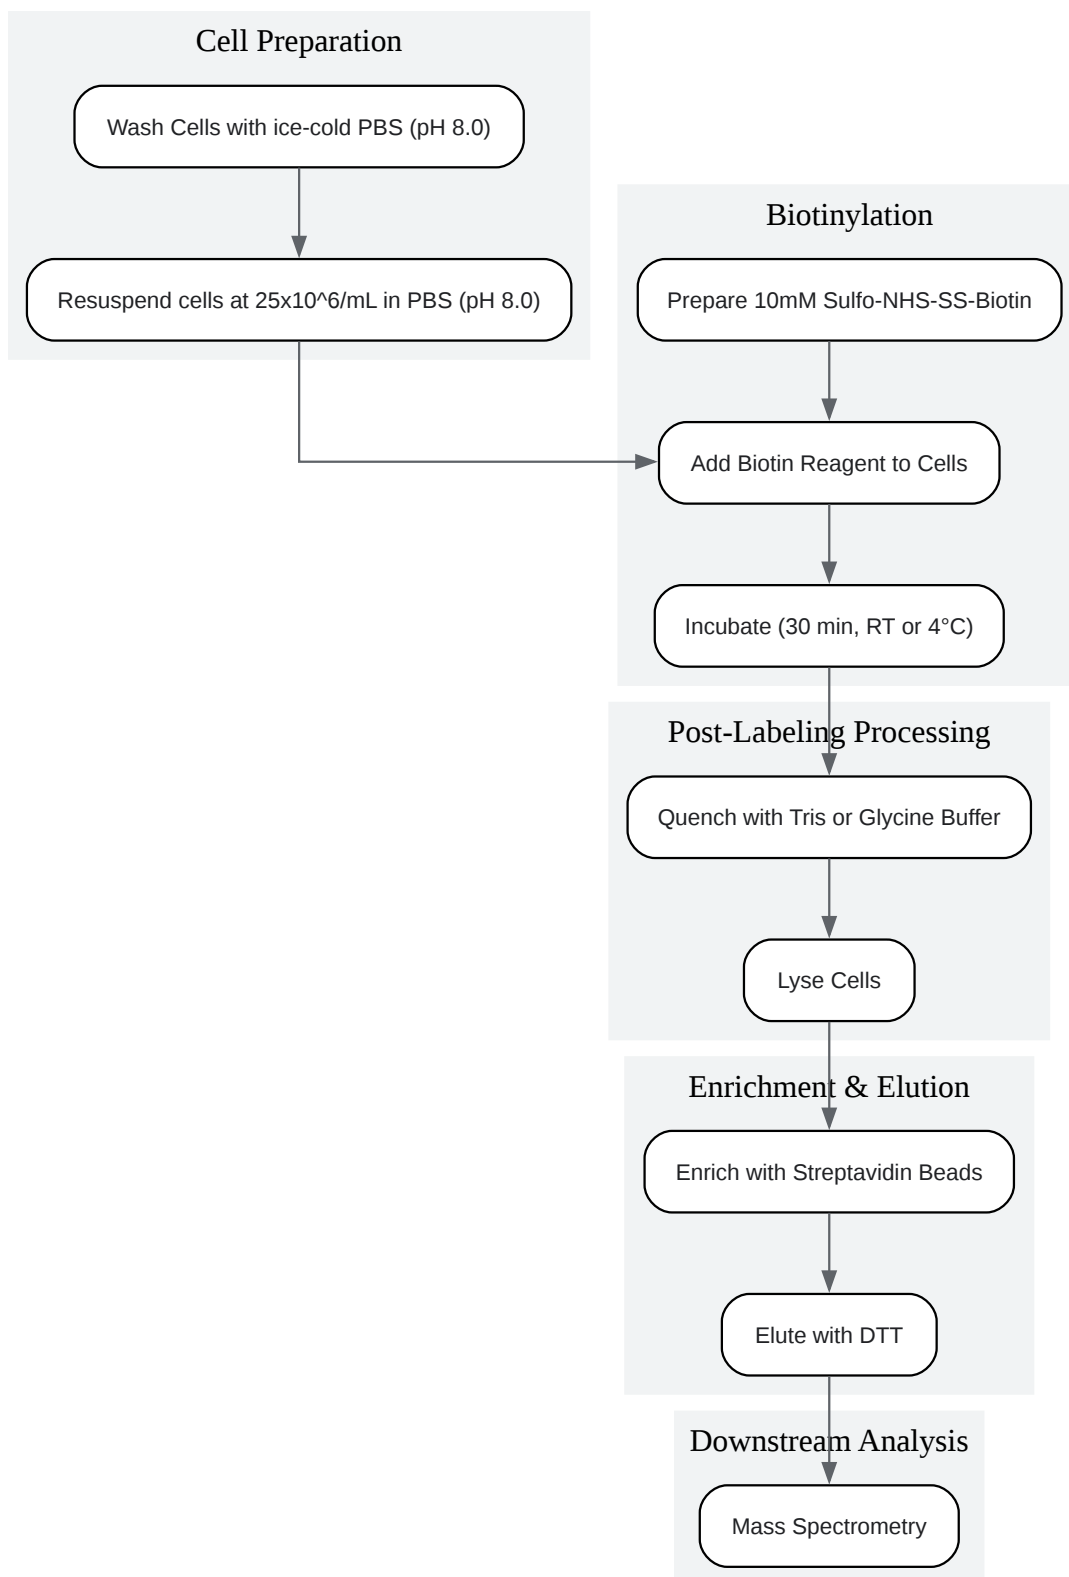 Cell Preparation
Wash Cells with ice-cold PBS (pH 8.0)
Resuspend cells at 25x10^6/mL in PBS (pH 8.0)
Biotinylation
Prepare 10mM Sulfo-NHS-SS-Biotin
Add Biotin Reagent to Cells
Incubate (30 min, RT or 4°C)
Post-Labeling Processing
Quench with Tris or Glycine Buffer
Lyse Cells
Enrichment & Elution
Enrich with Streptavidin Beads
Elute with DTT
Downstream Analysis
Mass Spectrometry